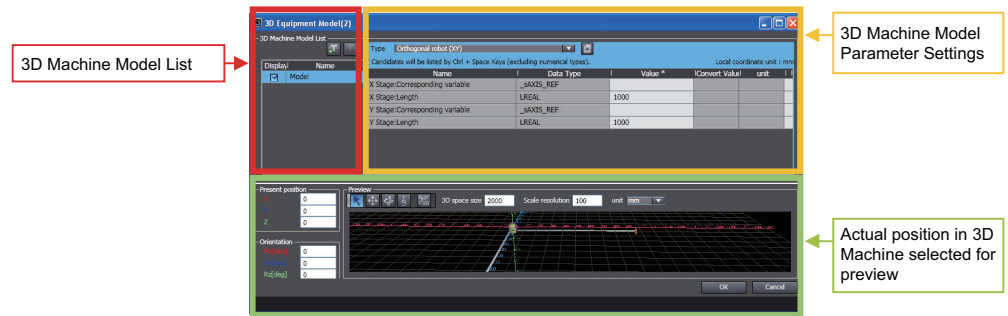 3D Equipment Model(2)
3D Machine Model List
3D Machine Model List
Display
Name
Model
Type
Orthogonal robot (XY)
Candidates will be listed by Ctrl + Space Keys (excluding numerical types).
Local coordinate unit : mm
Name Data Type Value * Convert Value unit
X Stage:Corresponding variable _sAXIS_REF
X Stage:Length LREAL 1000
Y Stage:Corresponding variable _sAXIS_REF
Y Stage:Length LREAL 1000
3D Machine Model
Parameter Settings
Present position
X 0
0
Z 0
Orientation
0
0
Rz[deg] 0
Preview
3D space size 2000 Scale resolution 100 unit mm
OK Cancel
Actual position in 3D
Machine selected for
preview